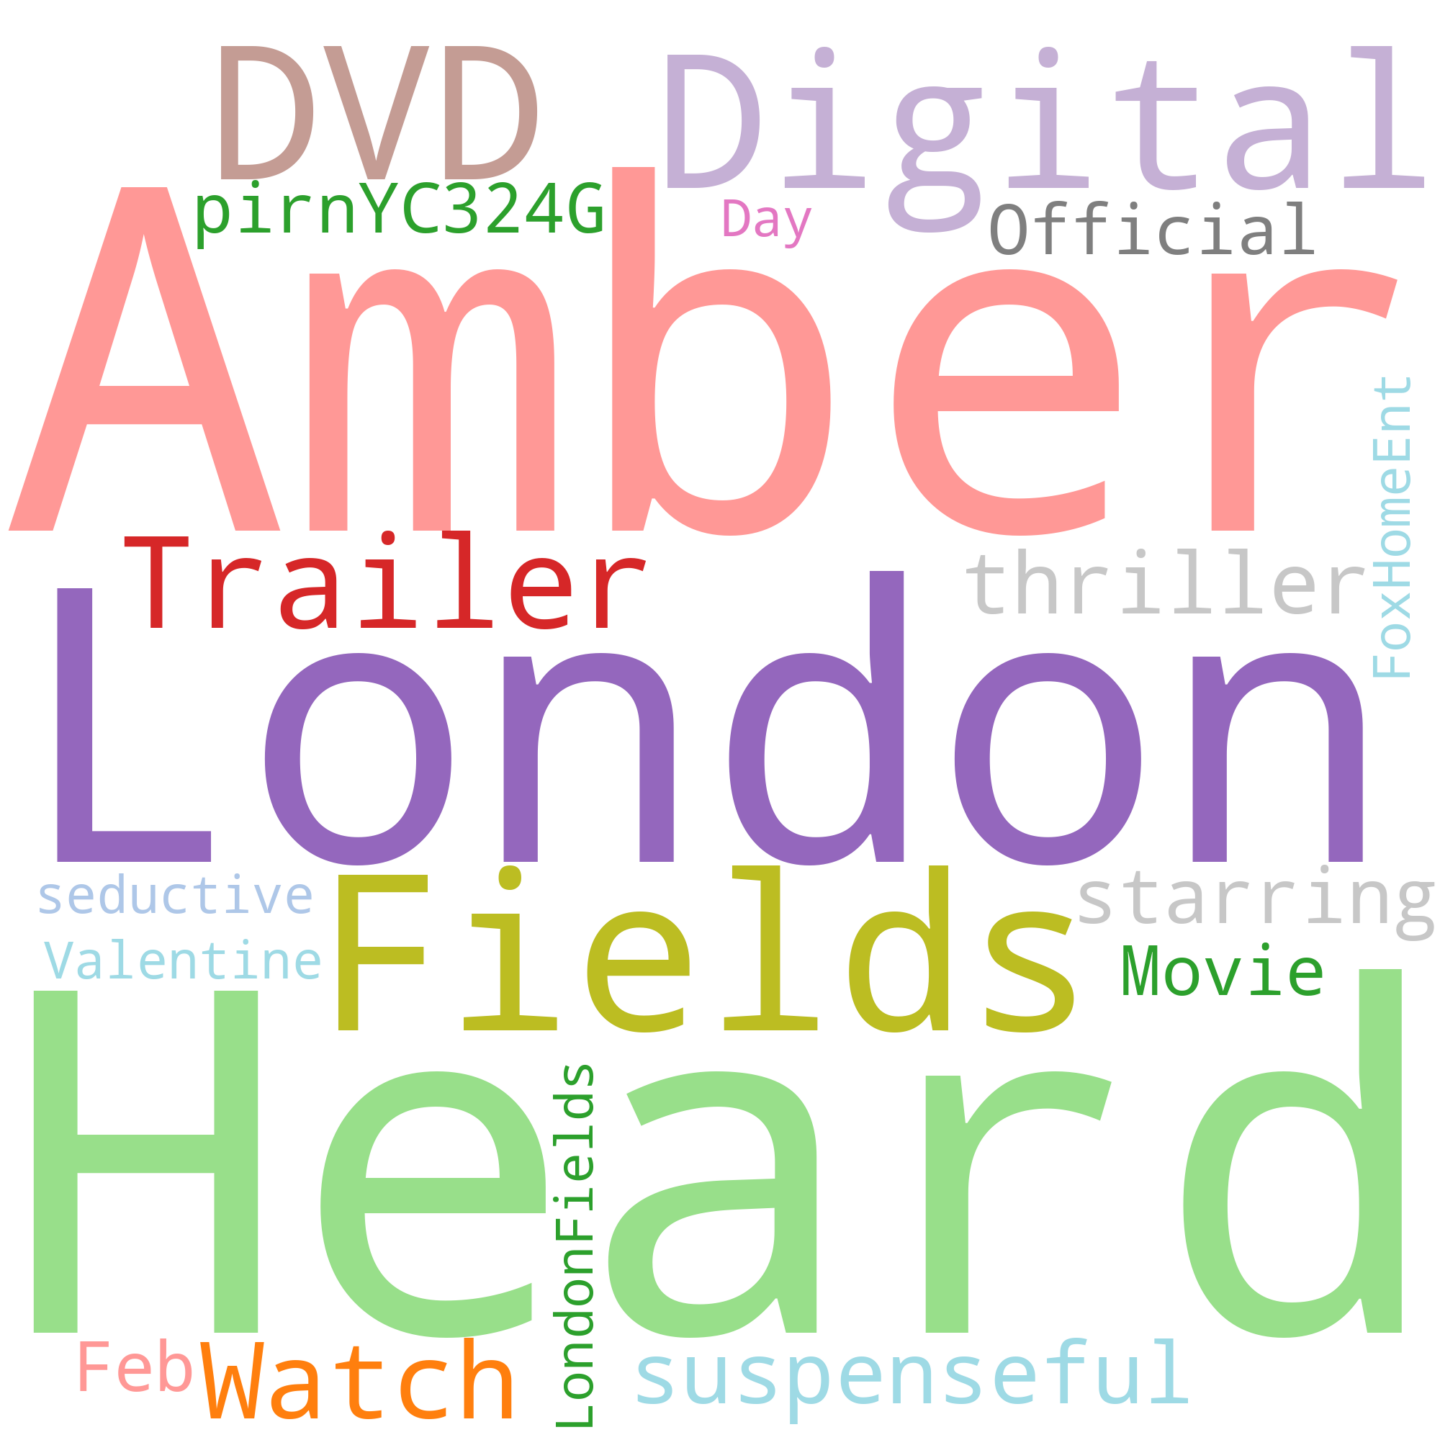 DVD Digital
pirnYC324G Day Official
Amber
FoxHomeEnt
Trailer thriller
London
seductive Fields starring
Valentine Movie
Heard
LondonFields
Feb Watch suspenseful